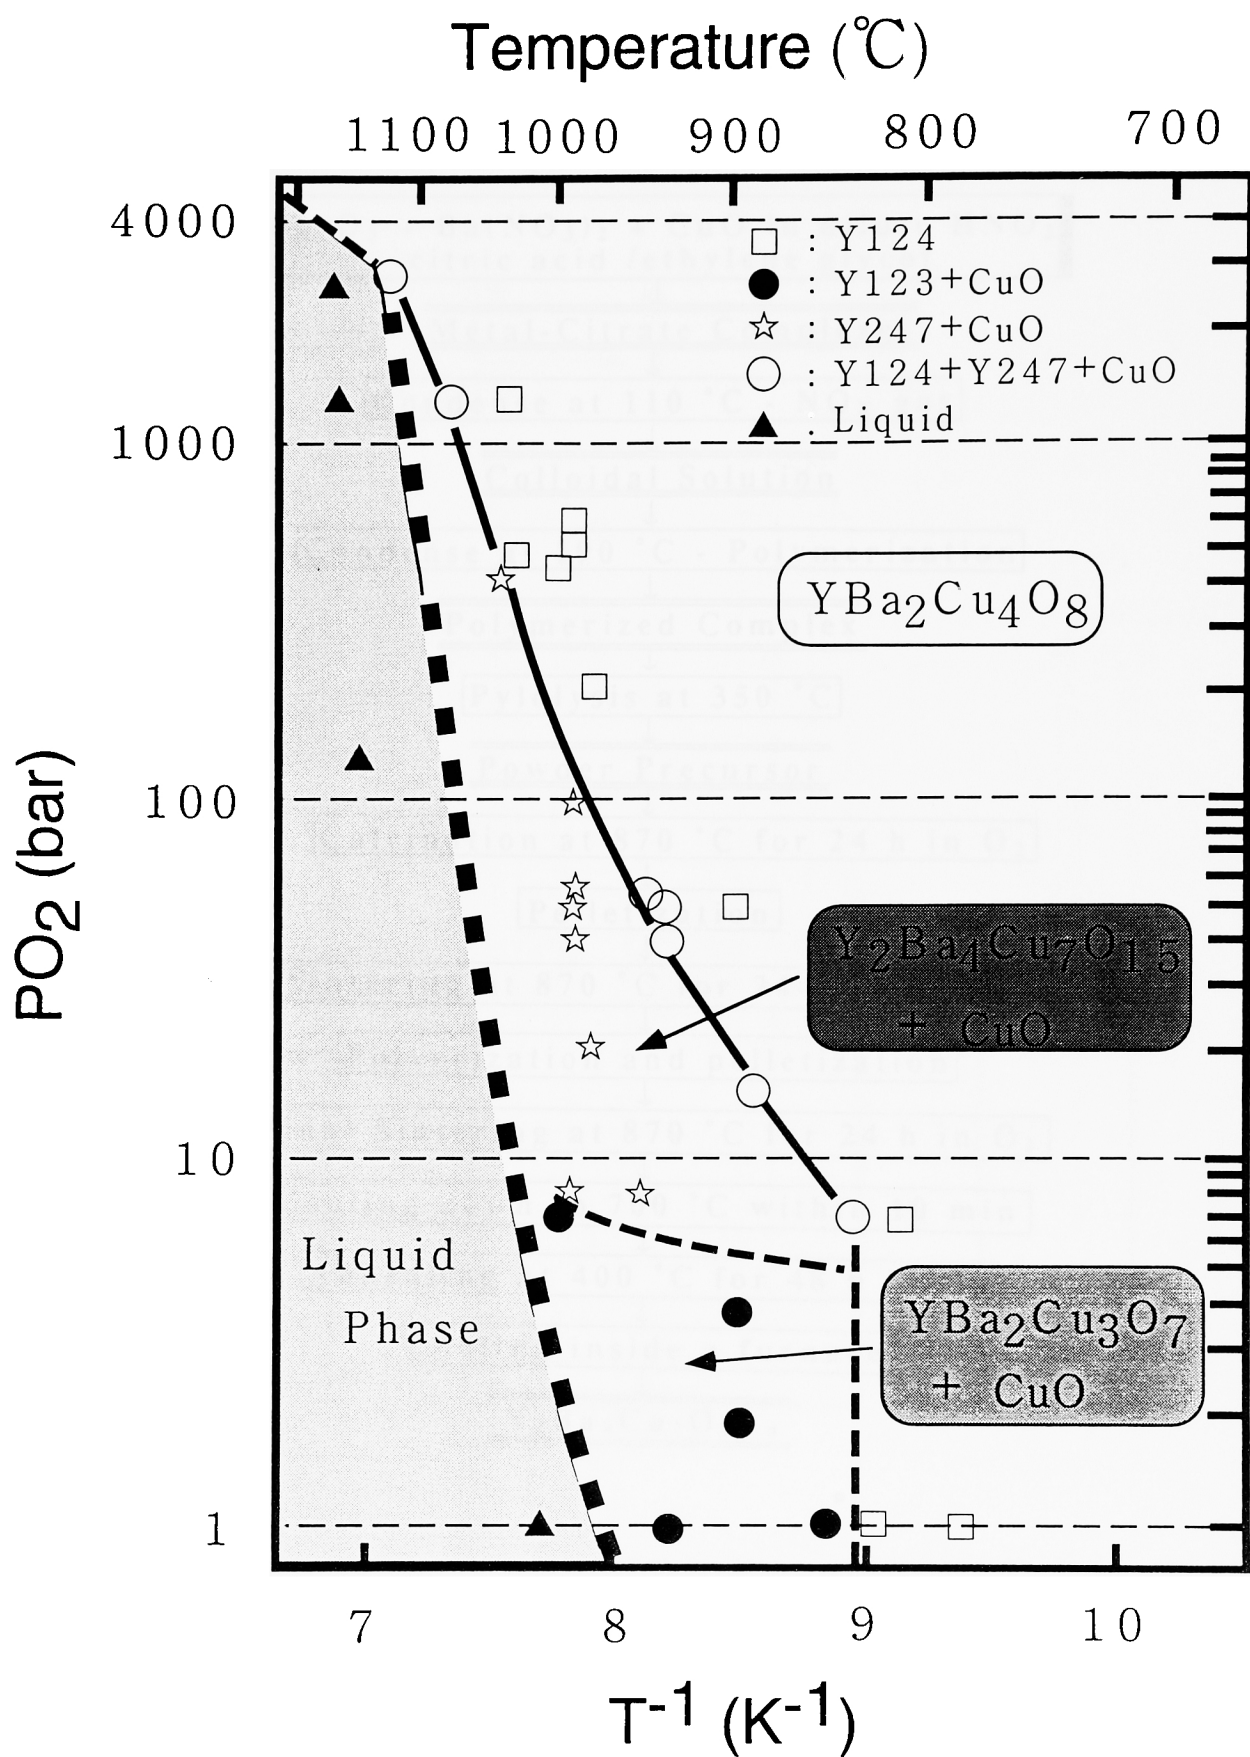 Temperature (℃)
1100 1000 900 800 700
4000
1000
100
10
1
PO2 (bar)
: Y124
: Y123+CuO
: Y247+CuO
: Y124+Y247+CuO
: Liquid
YBa2Cu4O8
Y2Ba4Cu7O15
+ CuO
YBa2Cu3O7
+ CuO
Liquid
Phase
7 8 9 10
T-1 (K-1)